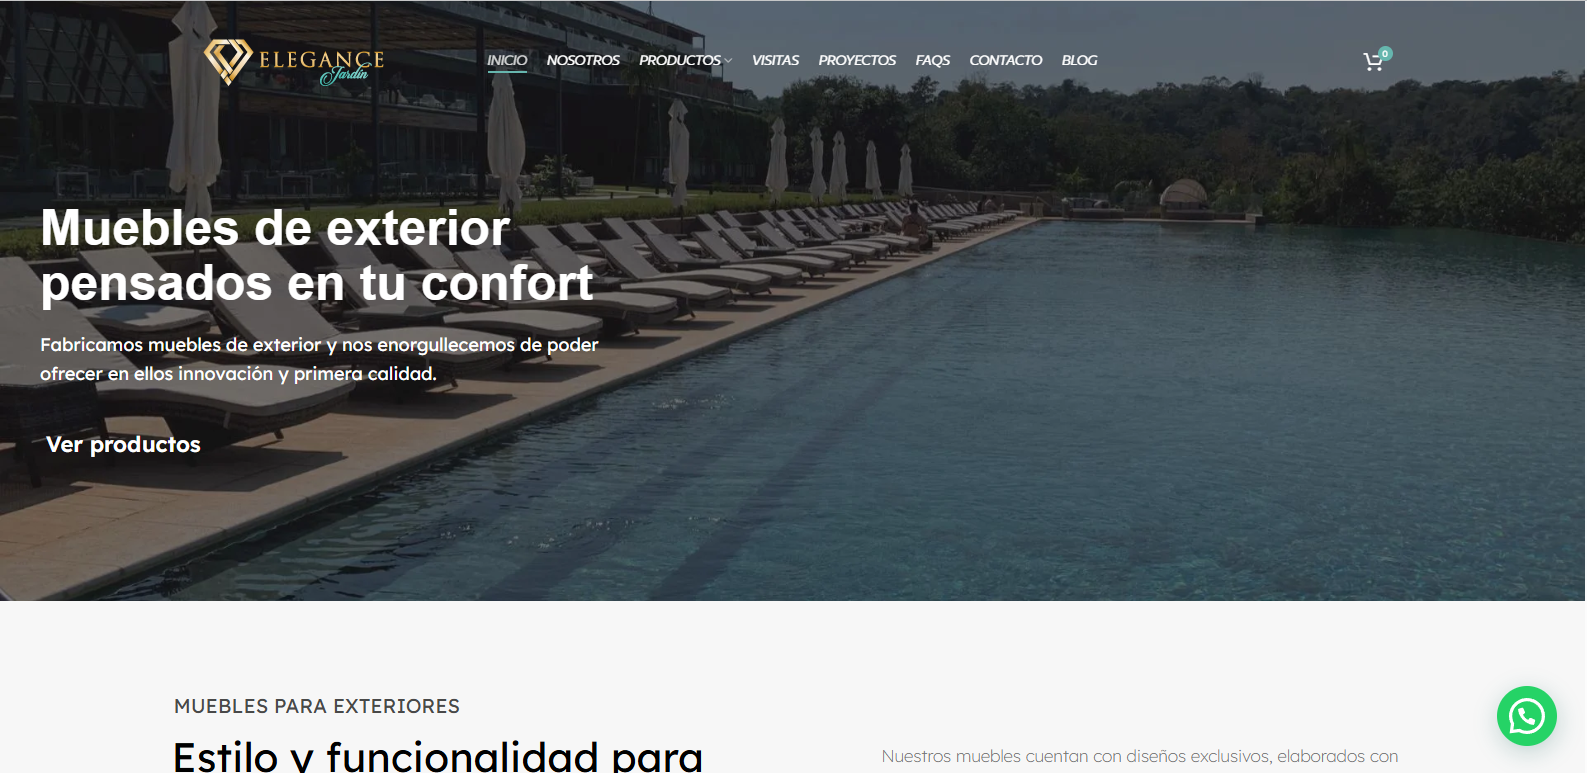 ELEGANCE
Jardín
INICIO NOSOTROS PRODUCTOS VISITAS PROYECTOS FAQS CONTACTO BLOG
0
Muebles de exterior
pensados en tu confort
Fabricamos muebles de exterior y nos enorgullecemos de poder
ofrecer en ellos innovación y primera calidad.
Ver productos
MUEBLES PARA EXTERIORES
Estilo y funcionalidad para
Nuestros muebles cuentan con diseños exclusivos, elaborados con